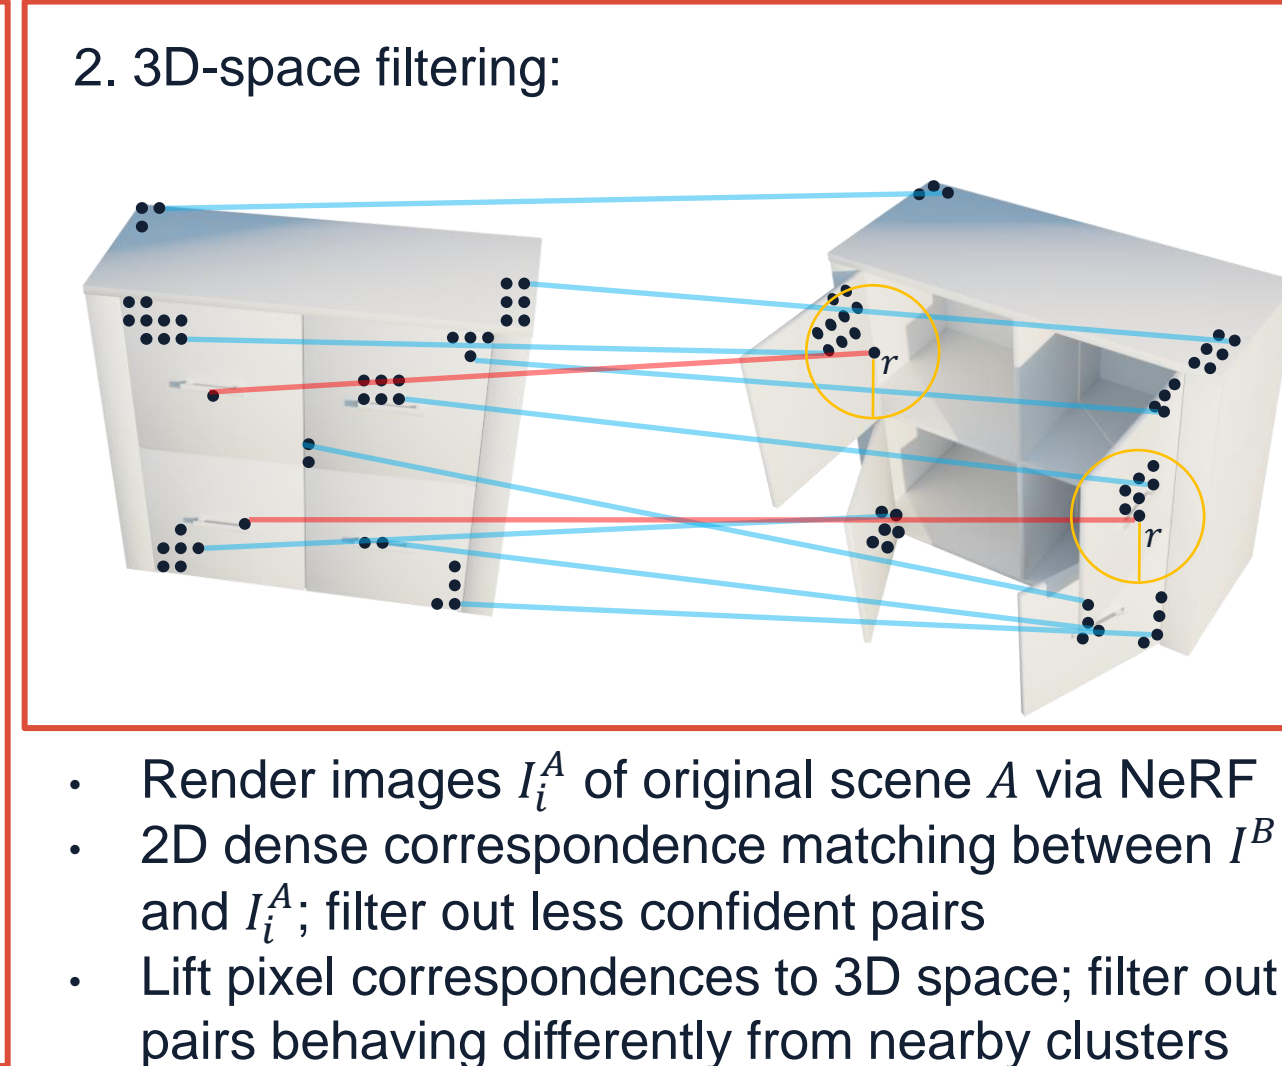 2. 3D-space filtering:
r
r
• Render images I_i^A of original scene A via NeRF
• 2D dense correspondence matching between I^B
and I_i^A; filter out less confident pairs
• Lift pixel correspondences to 3D space; filter out
pairs behaving differently from nearby clusters